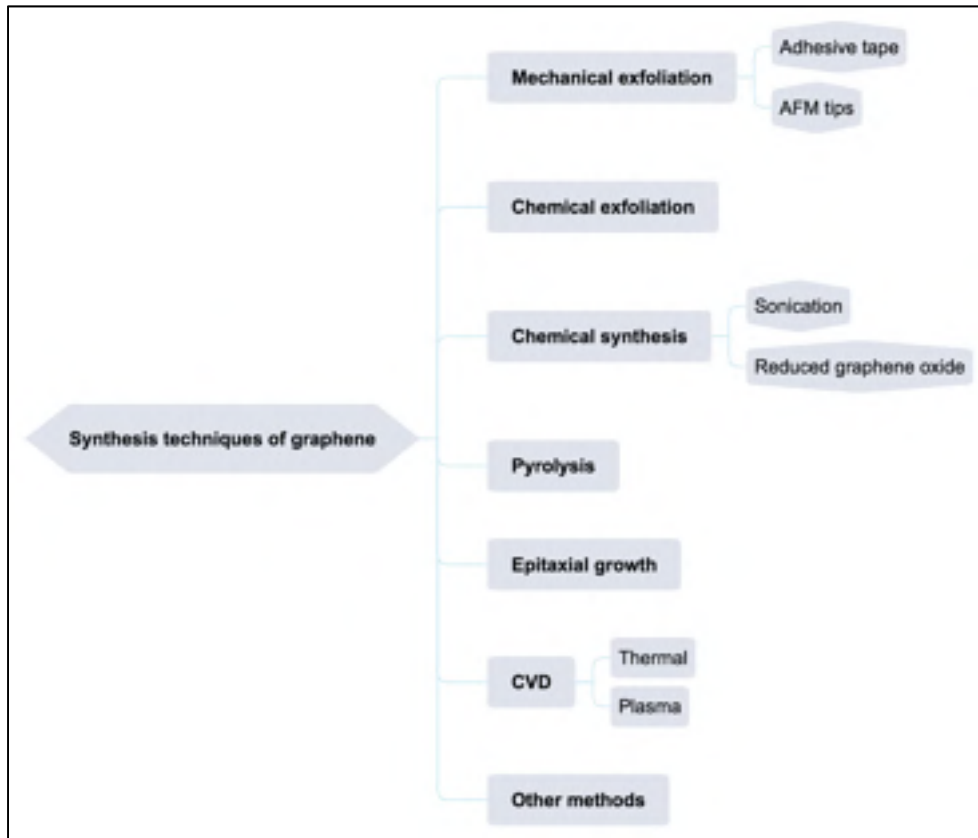 Synthesis techniques of graphene
Mechanical exfoliation
Adhesive tape
AFM tips
Chemical exfoliation
Chemical synthesis
Sonication
Reduced graphene oxide
Pyrolysis
Epitaxial growth
CVD
Thermal
Plasma
Other methods